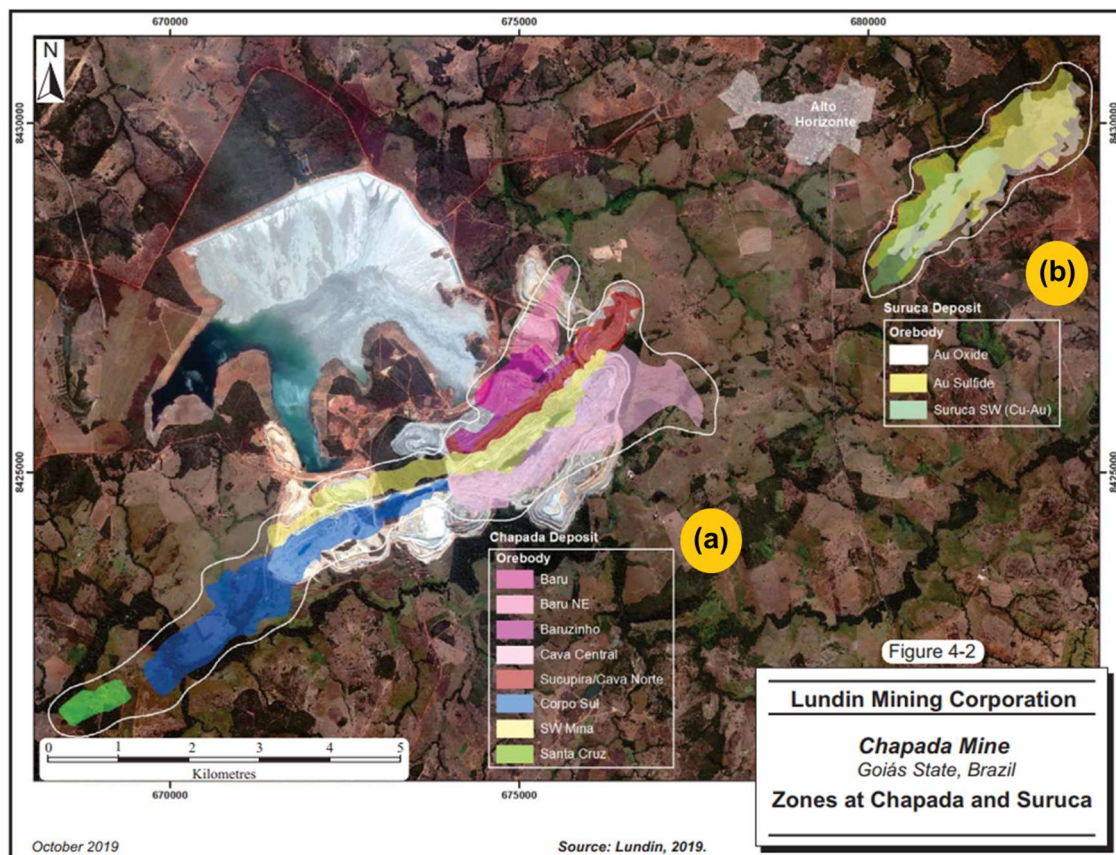 670000
675000
680000
N
8430000
8430000
Alto
Horizonte
(b)
Suruca Deposit
Orebody
Au Oxide
Au Sulfide
Suruca SW (Cu-Au)
8425000
8425000
(a)
Chapada Deposit
Orebody
Baru
Baru NE
Baruzinho
Cava Central
Sucupira/Cava Norte
Corpo Sul
SW Mina
Santa Cruz
0 1 2 3 4 5
Kilometres
670000
675000
Figure 4-2
Lundin Mining Corporation
Chapada Mine
Goiás State, Brazil
Zones at Chapada and Suruca
October 2019
Source: Lundin, 2019.